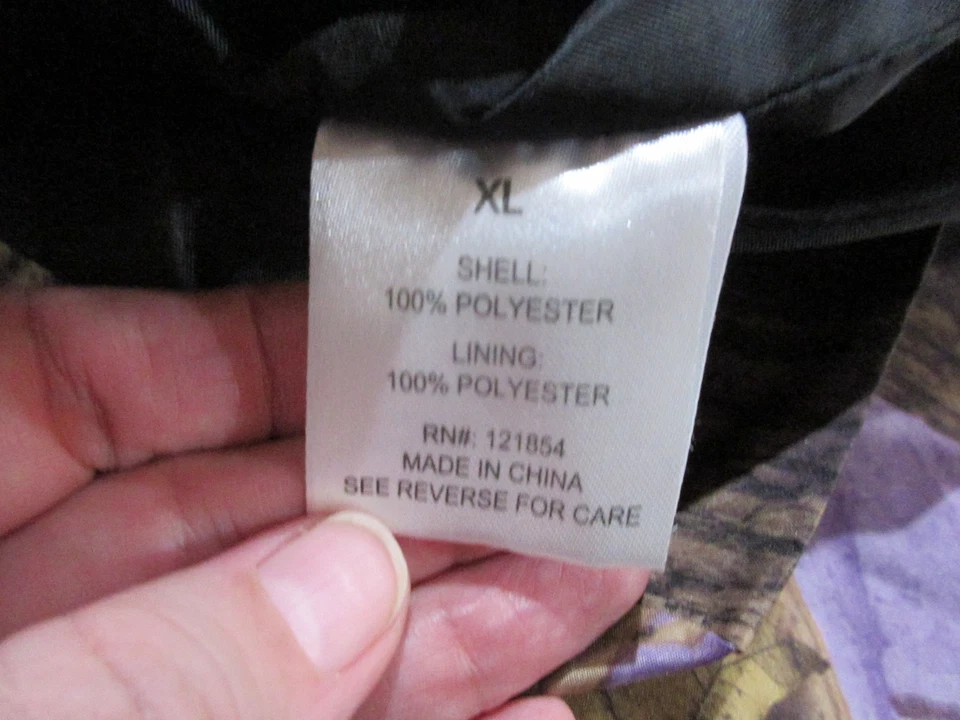 XL
SHELL:
100% POLYESTER
LINING:
100% POLYESTER
RN#: 121854
MADE IN CHINA
SEE REVERSE FOR CARE